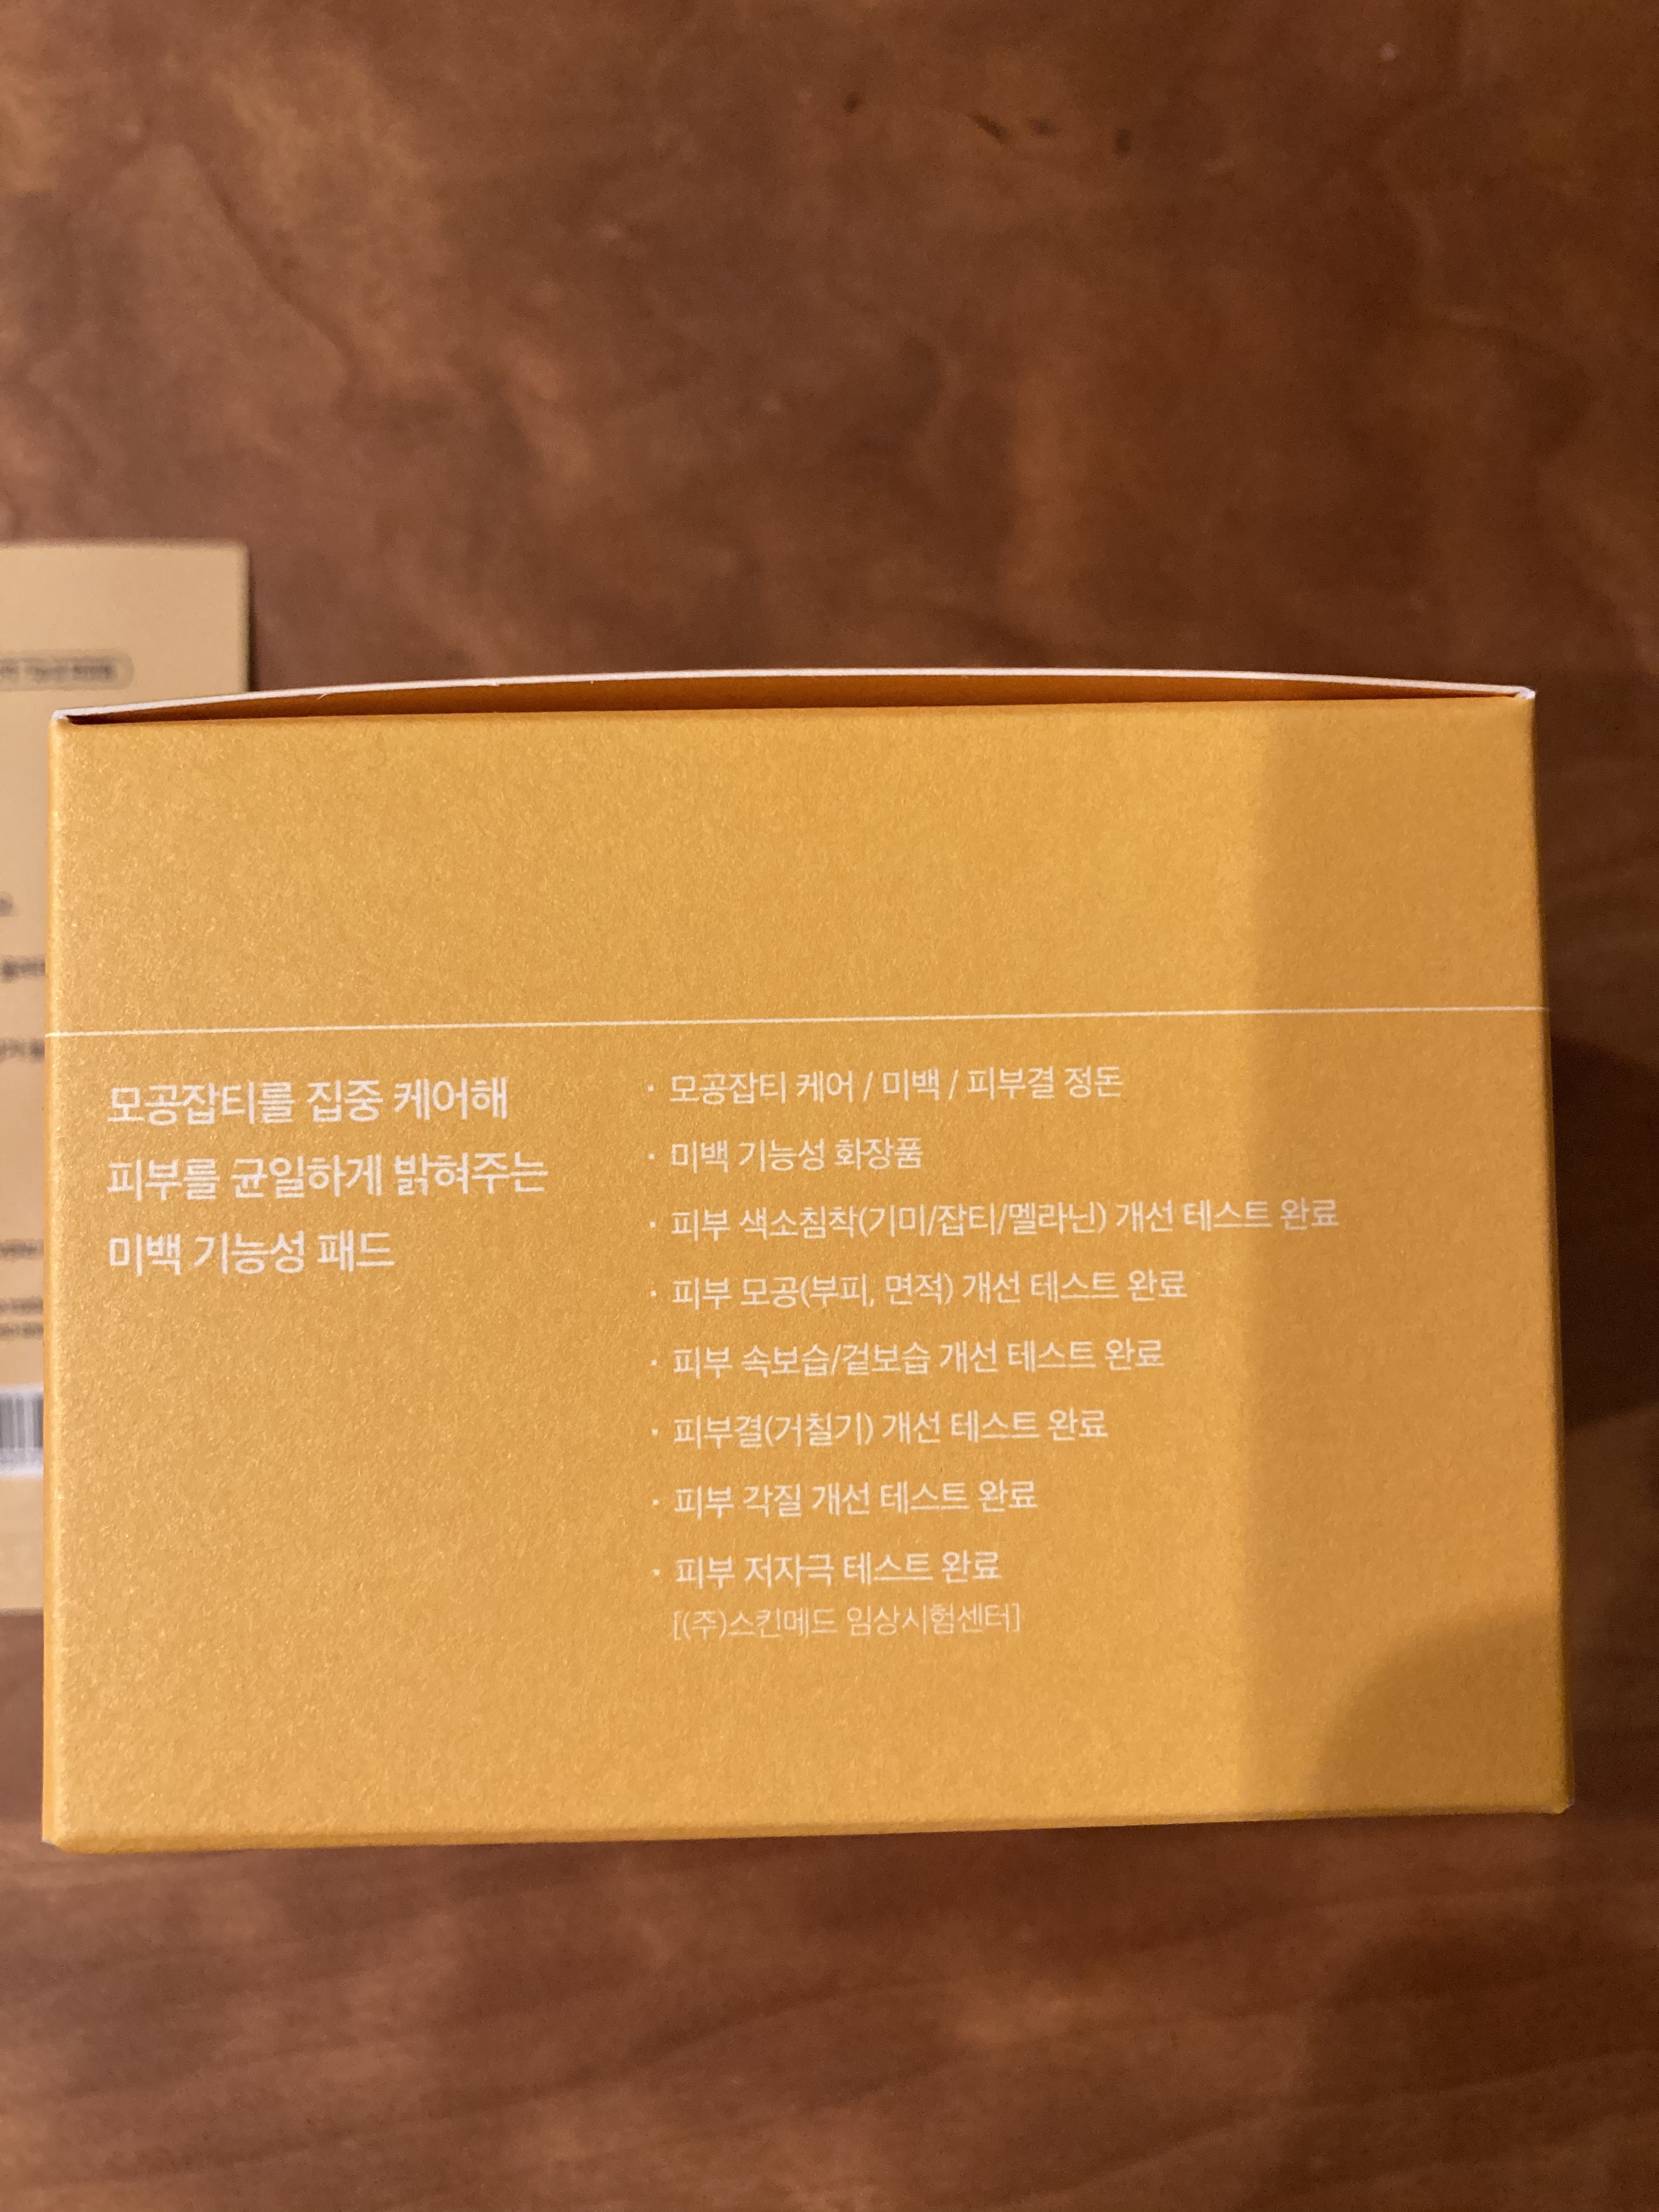 모공잡티를 집중 케어해
피부를 균일하게 밝혀주는
미백 기능성 패드
· 모공잡티 케어 / 미백 / 피부결 정돈
· 미백 기능성 화장품
· 피부 색소침착(기미/잡티/멜라닌) 개선 테스트 완료
· 피부 모공(부피, 면적) 개선 테스트 완료
· 피부 속보습/겉보습 개선 테스트 완료
· 피부결(거칠기) 개선 테스트 완료
· 피부 각질 개선 테스트 완료
· 피부 저자극 테스트 완료
[(주)스킨메드 임상시험센터]